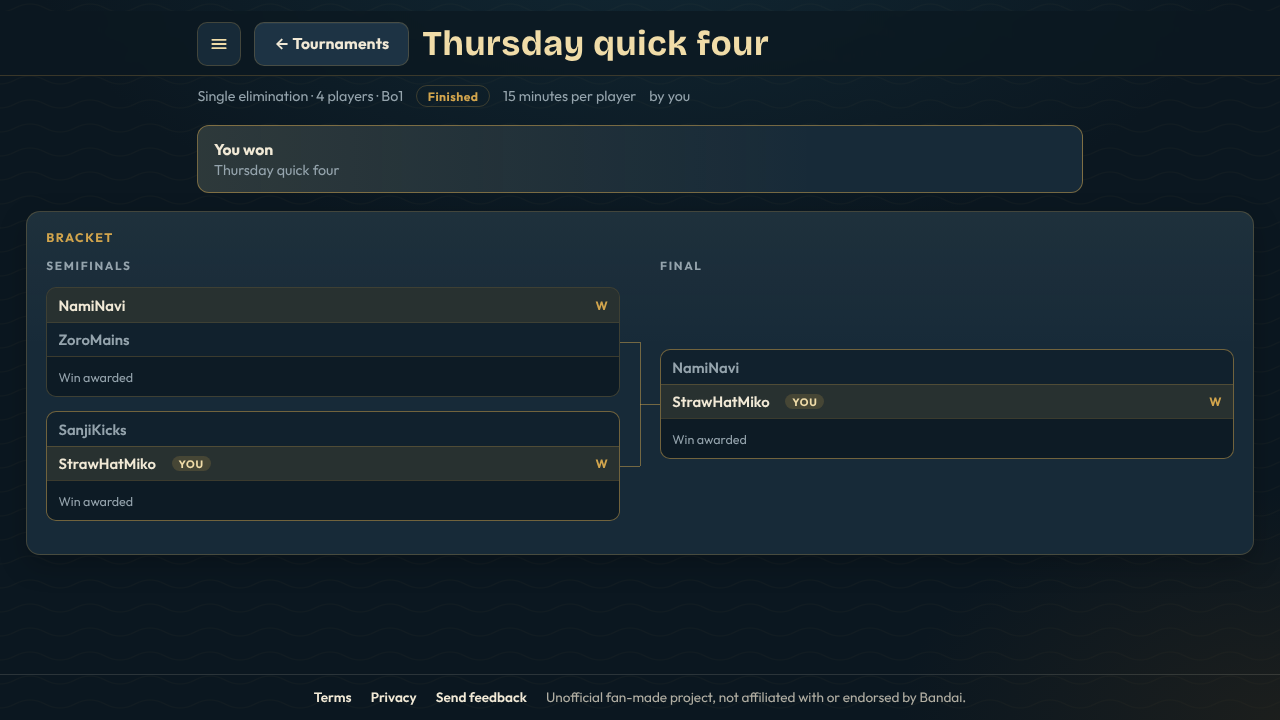 ← Tournaments
Thursday quick four
Single elimination · 4 players · Bo1
Finished
15 minutes per player
by you
You won
Thursday quick four
BRACKET
SEMIFINALS
NamiNavi W
ZoroMains
Win awarded
SanjiKicks
StrawHatMiko YOU W
Win awarded
FINAL
NamiNavi
StrawHatMiko YOU W
Win awarded
Terms Privacy Send feedback Unofficial fan-made project, not affiliated with or endorsed by Bandai.